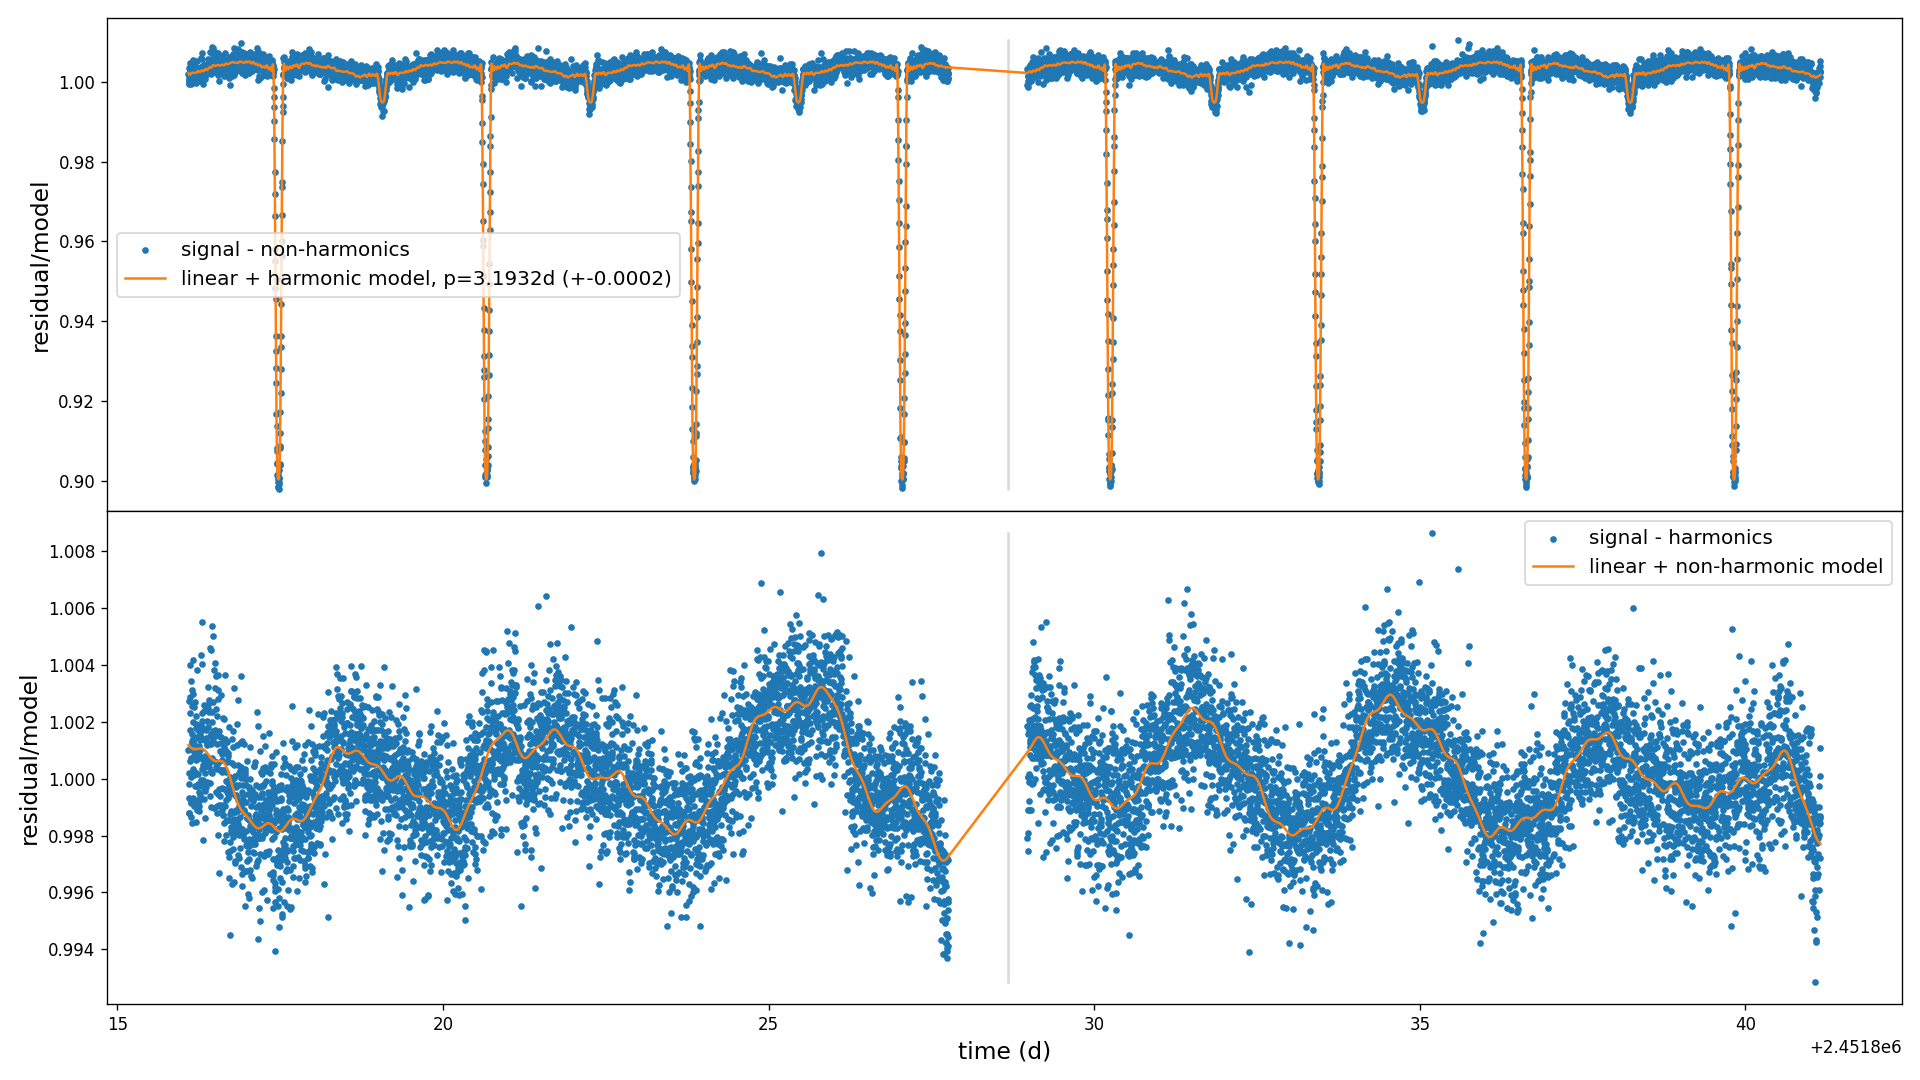 1.00
0.98
0.96
0.94
0.92
0.90
residual/model
signal - non-harmonics
linear + harmonic model, p=3.1932d (+-0.0002)
1.008
1.006
1.004
1.002
1.000
0.998
0.996
0.994
residual/model
signal - harmonics
linear + non-harmonic model
15 20 25 30 35 40
time (d)
+2.4518e6